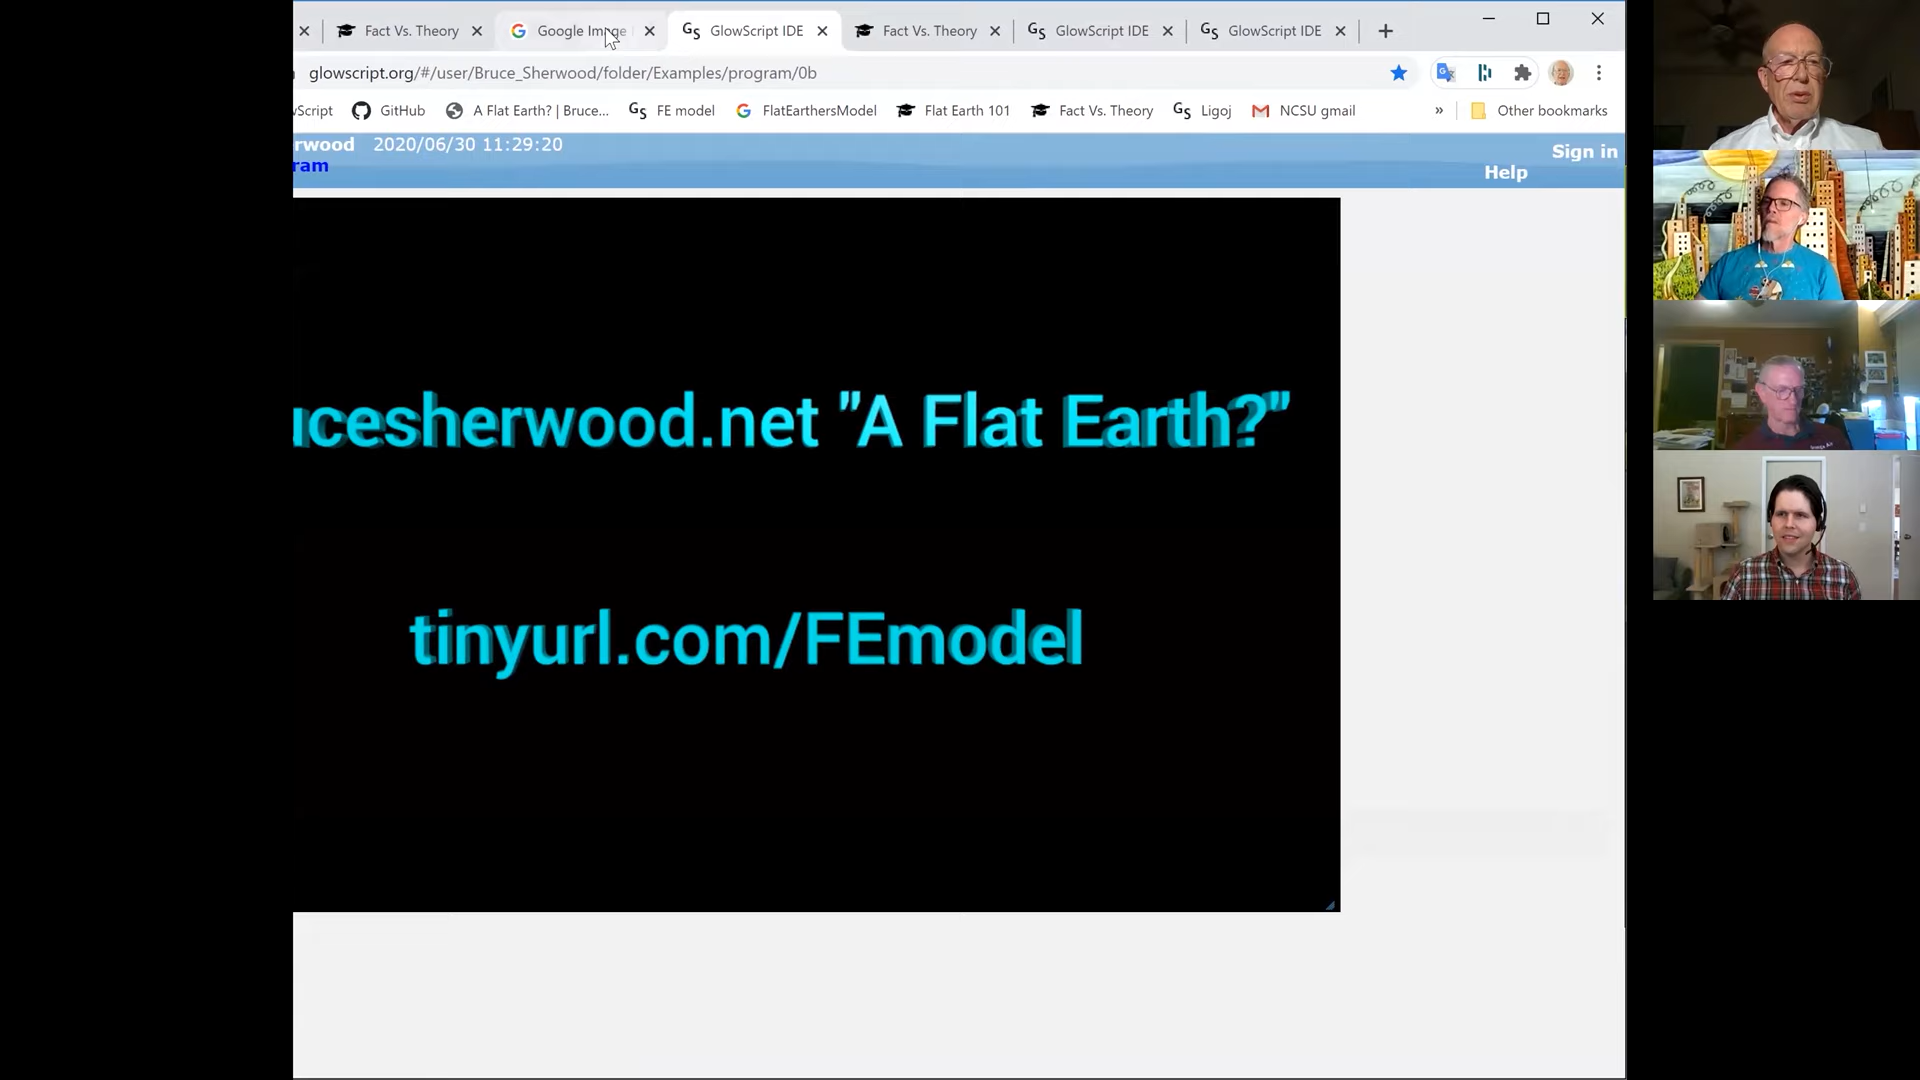 Fact Vs. Theory
Google Image
GlowScript IDE
Fact Vs. Theory
GlowScript IDE
GlowScript IDE
glowscript.org/#/user/Bruce_Sherwood/folder/Examples/program/0b
vScript
GitHub
A Flat Earth? | Bruce...
FE model
FlatEarthersModel
Flat Earth 101
Fact Vs. Theory
Ligoj
NCSU gmail
»
Other bookmarks
rwood 2020/06/30 11:29:20
Sign in
ram
Help
ucesherwood.net "A Flat Earth?"
tinyurl.com/FEmodel